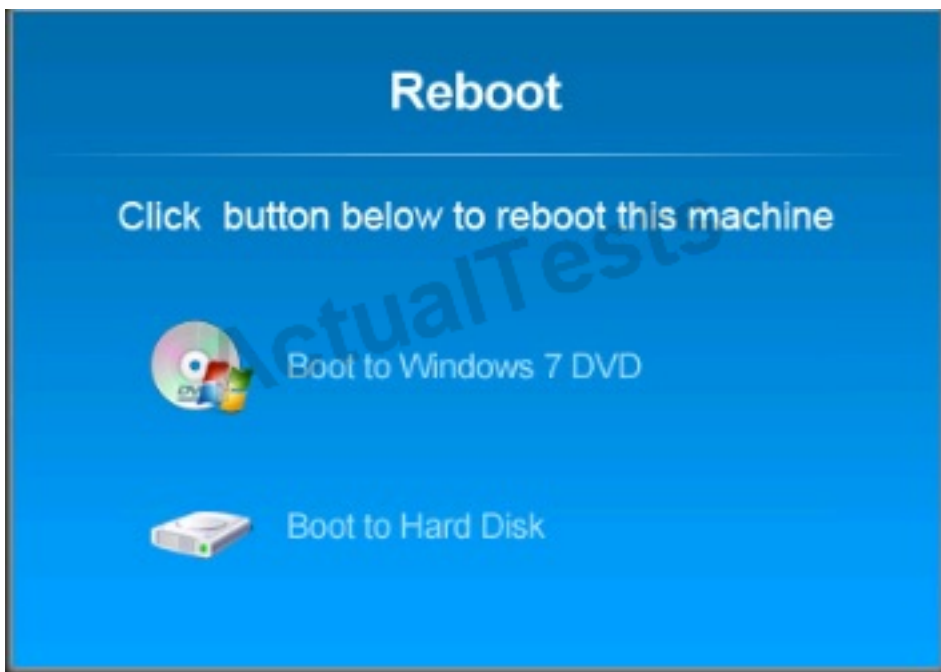 Reboot
Click button below to reboot this machine
ActualTests
Boot to Windows 7 DVD
Boot to Hard Disk